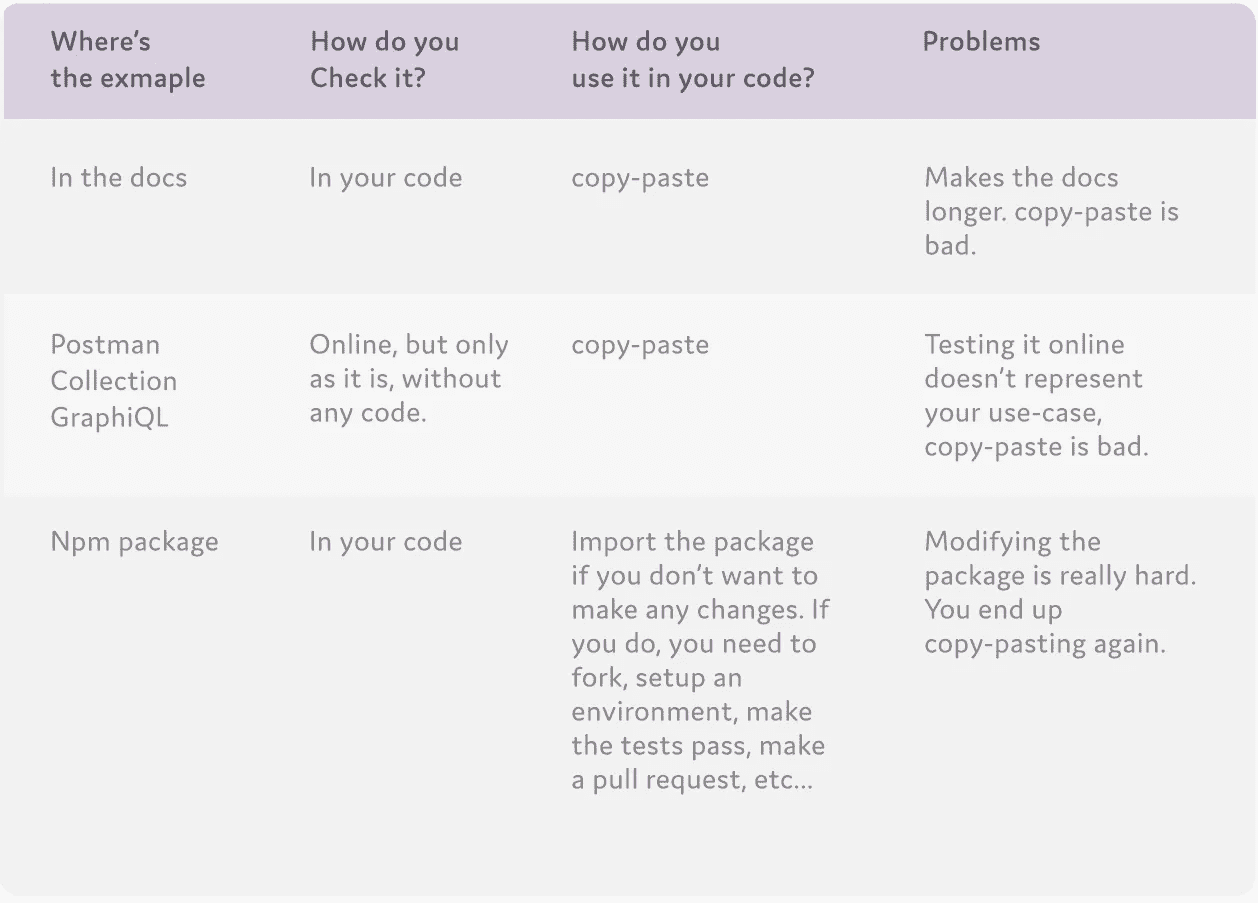 Where's
the exmaple
How do you
Check it?
How do you
use it in your code?
Problems
In the docs
In your code
copy-paste
Makes the docs
longer. copy-paste is
bad.
Postman
Collection
GraphiQL
Online, but only
as it is, without
any code.
copy-paste
Testing it online
doesn't represent
your use-case,
copy-paste is bad.
Npm package
In your code
Import the package
if you don't want to
make any changes. If
you do, you need to
fork, setup an
environment, make
the tests pass, make
a pull request, etc...
Modifying the
package is really hard.
You end up
copy-pasting again.